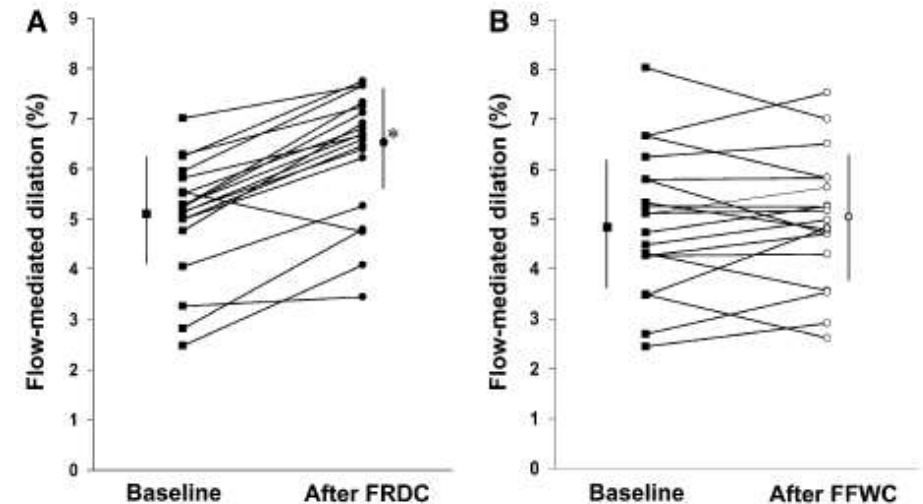 A
Flow-mediated dilation (%)
9
8
7
6
5
4
3
2
1
0
*
Baseline
After FRDC
B
Flow-mediated dilation (%)
9
8
7
6
5
4
3
2
1
0
Baseline
After FFWC